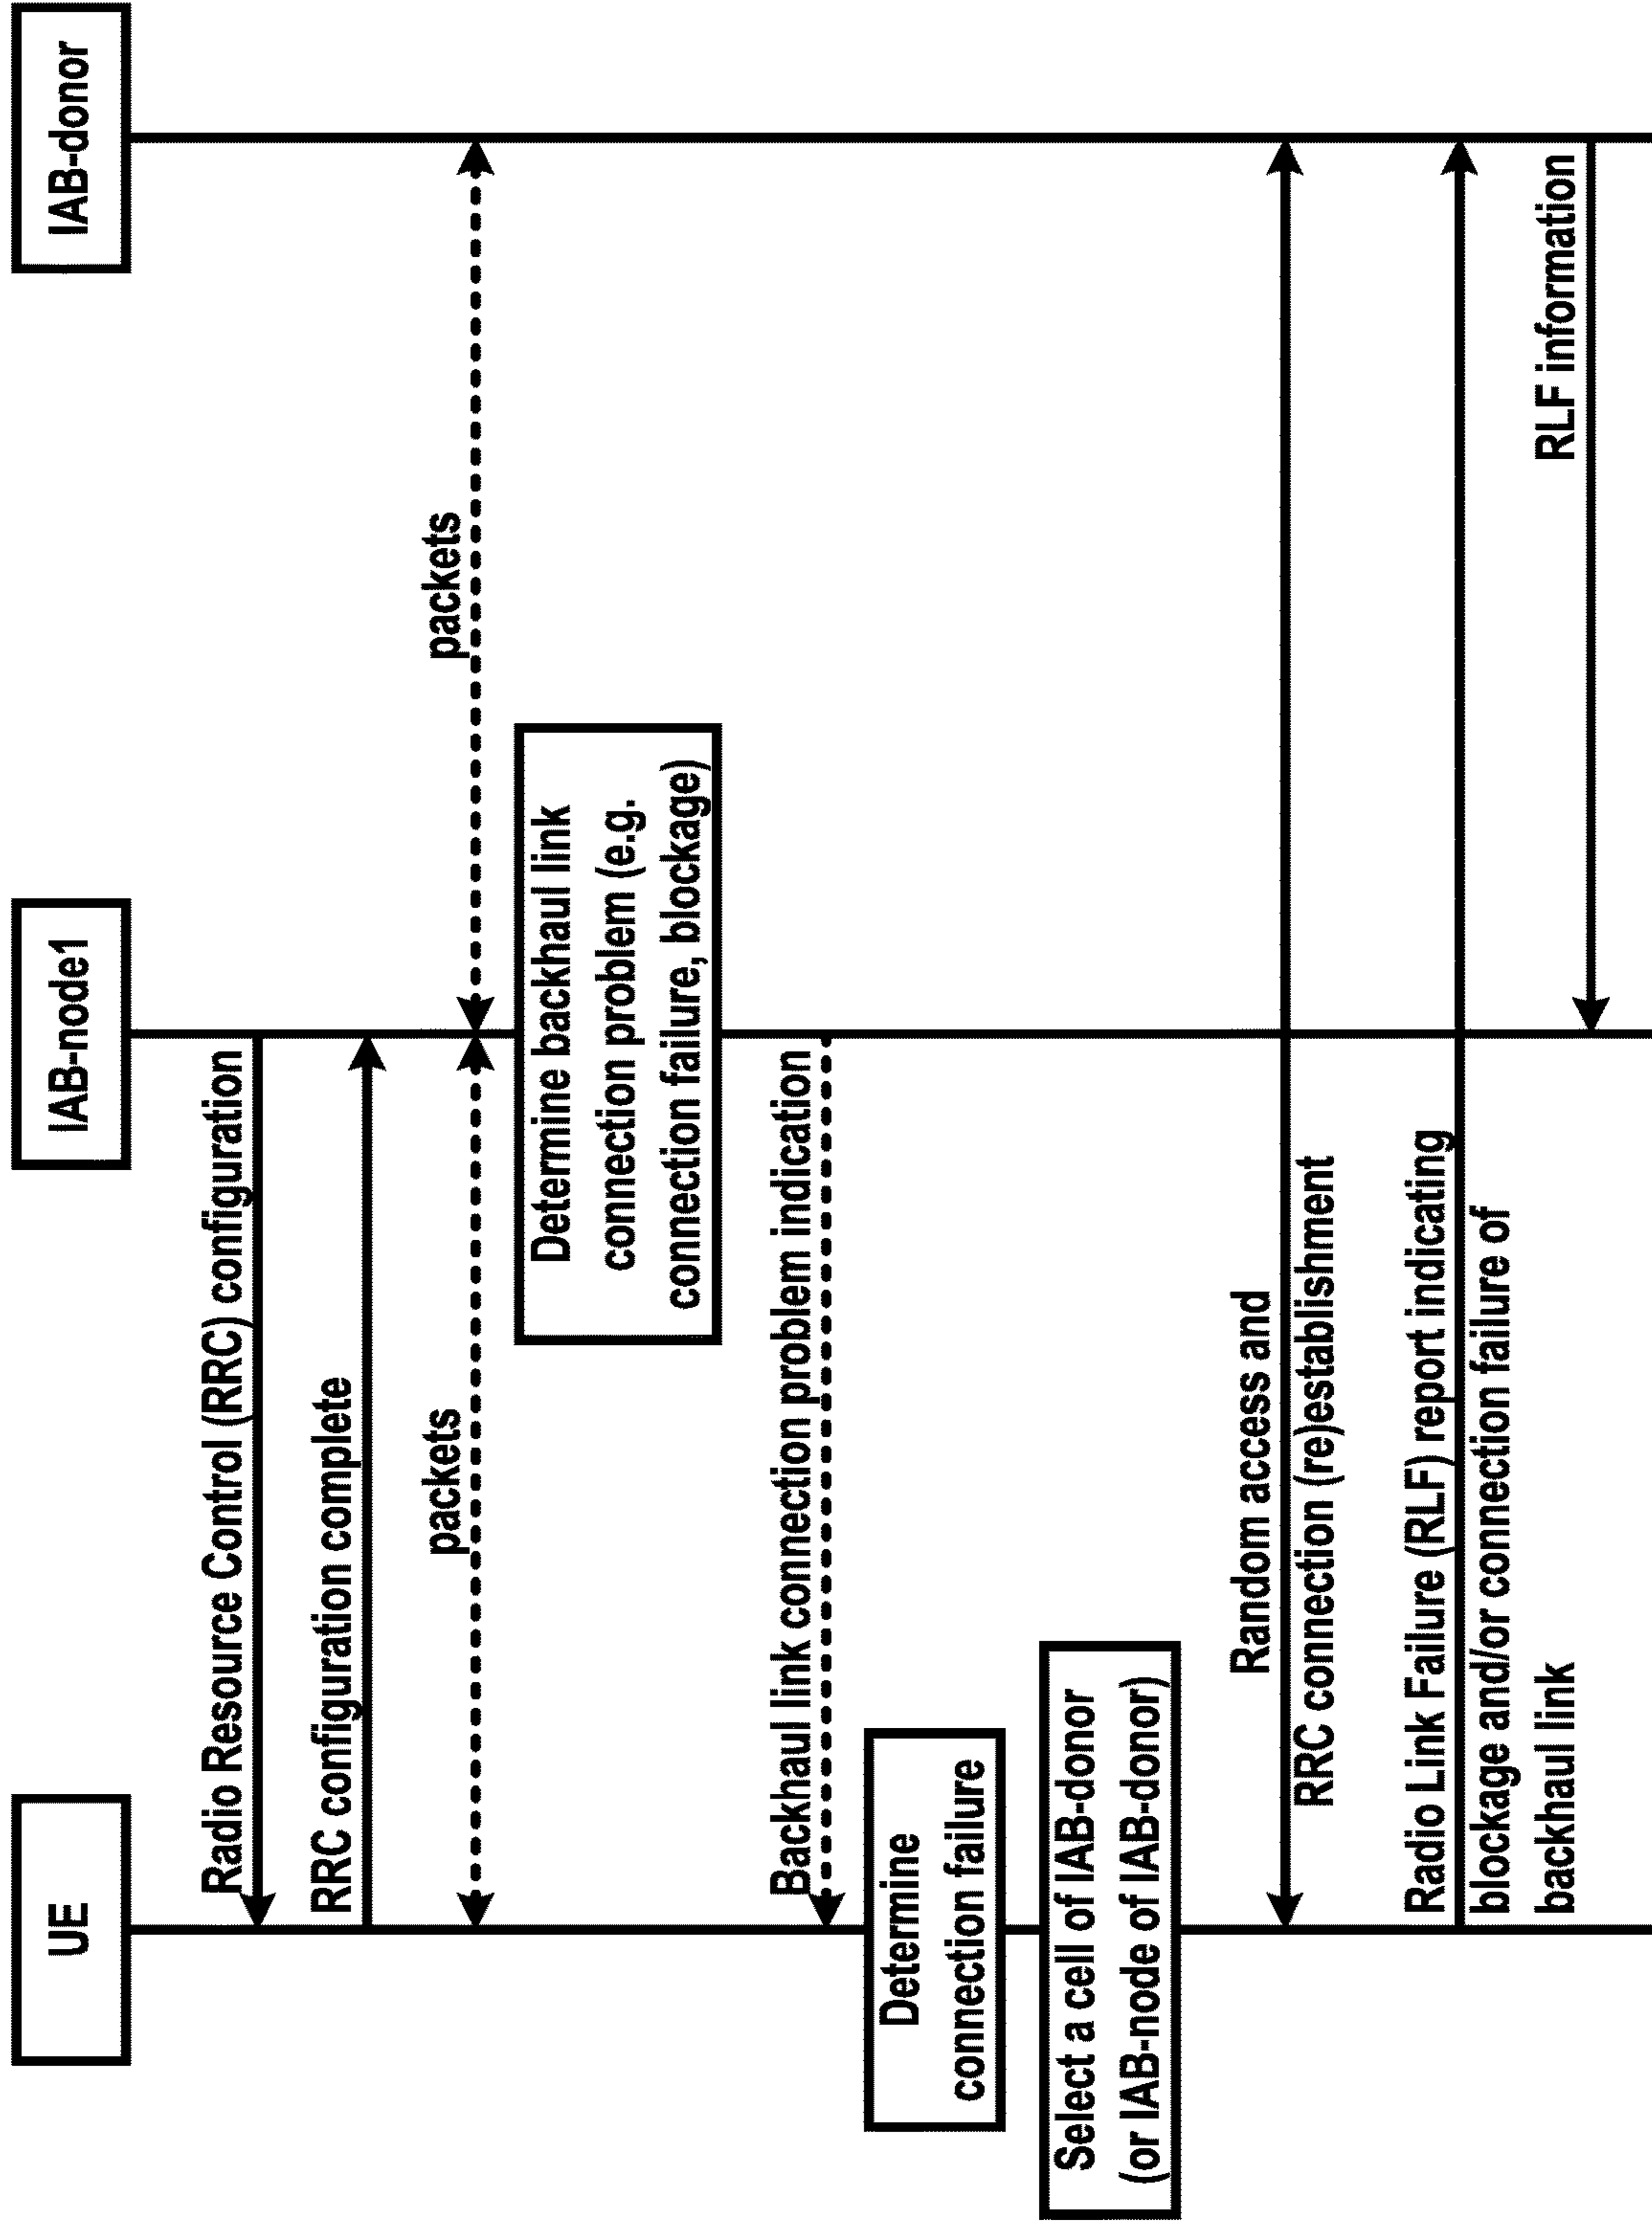 UE
IAB-node1
IAB-donor
Radio Resource Control (RRC) configuration
RRC configuration complete
packets
packets
Determine backhaul link
connection problem (e.g.
connection failure, blockage)
Backhaul link connection problem indication
Determine
connection failure
Select a cell of IAB-donor
(or IAB-node of IAB-donor)
Random access and
RRC connection (re)establishment
Radio Link Failure (RLF) report indicating
blockage and/or connection failure of
backhaul link
RLF information